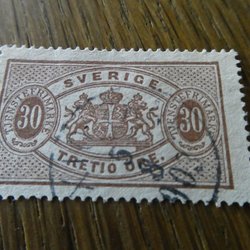 SVERIGE.
TJENSTEFRIMÄRKE
30
30
TJENSTEFRIMÄRKE
TRETIO ÖRE.